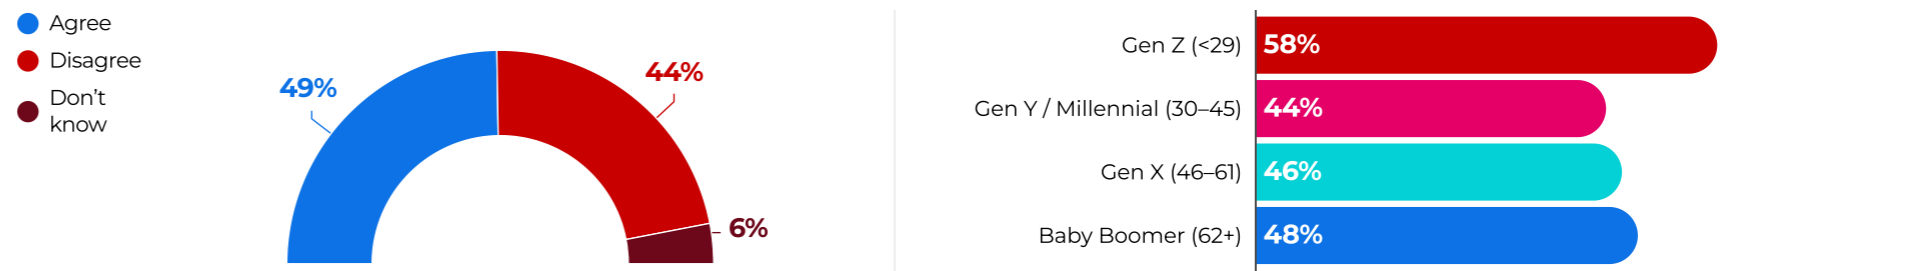 Agree
Disagree
Don’t
know
49%
44%
6%
Gen Z (<29)
58%
Gen Y / Millennial (30–45)
44%
Gen X (46–61)
46%
Baby Boomer (62+)
48%